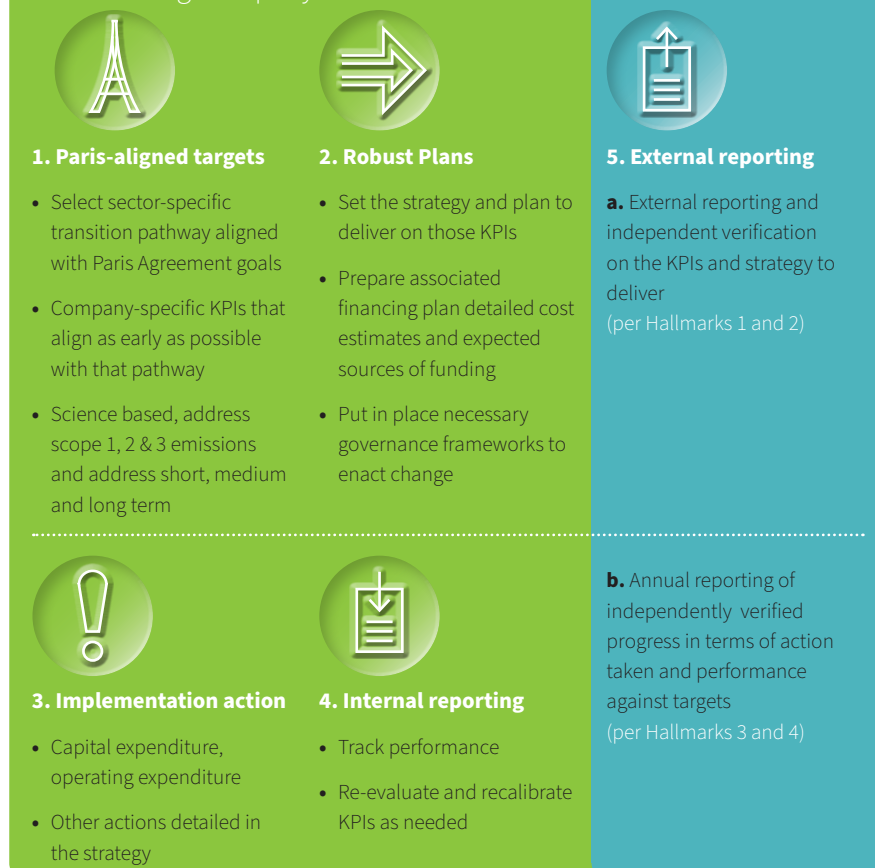 1. Paris-aligned targets
• Select sector-specific
transition pathway aligned
with Paris Agreement goals
• Company-specific KPIs that
align as early as possible
with that pathway
• Science based, address
scope 1, 2 & 3 emissions
and address short, medium
and long term
2. Robust Plans
• Set the strategy and plan to
deliver on those KPIs
• Prepare associated
financing plan detailed cost
estimates and expected
sources of funding
• Put in place necessary
governance frameworks to
enact change
5. External reporting
a. External reporting and
independent verification
on the KPIs and strategy to
deliver
(per Hallmarks 1 and 2)
3. Implementation action
• Capital expenditure,
operating expenditure
• Other actions detailed in
the strategy
4. Internal reporting
• Track performance
• Re-evaluate and recalibrate
KPIs as needed
b. Annual reporting of
independently verified
progress in terms of action
taken and performance
against targets
(per Hallmarks 3 and 4)